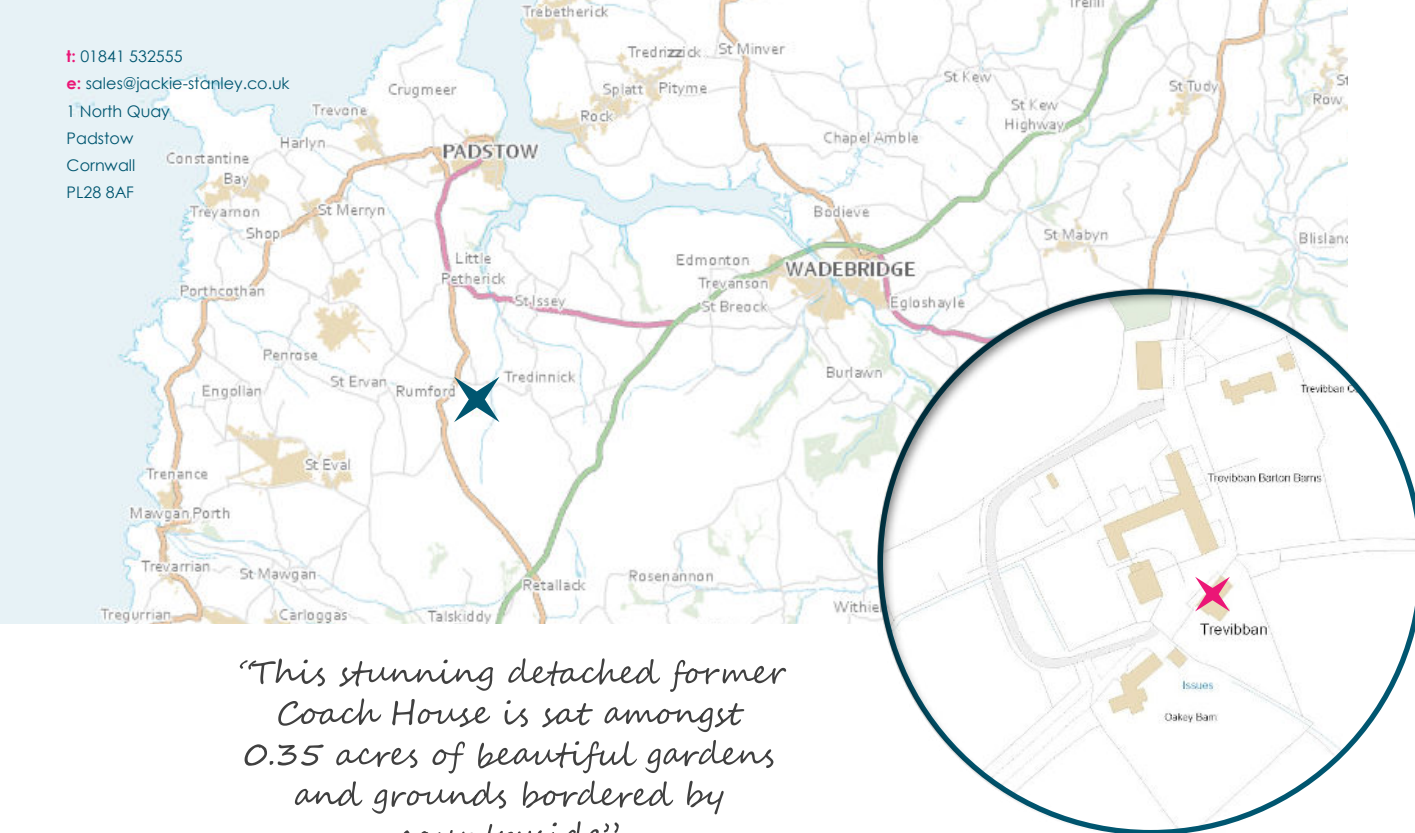 t: 01841 532555
e: sales@jackie-stanley.co.uk
1 North Quay
Padstow
Cornwall
PL28 8AF
Trebetherick
Tredrizzick
St Minver
Crugmeer
Splatt
Pityme
St Kew
St Tudy
Trevone
Rock
St Kew
Highway
Row
Harlyn
PADSTOW
Chapel Amble
Constantine
Bay
Treyarnon
St Merryn
Bodieve
Shop
St Mabyn
Blisland
Little
Petherick
Edmonton
WADEBRIDGE
Trevanson
Porthcothan
St Issey
St Breock
Egloshayle
Penrose
St Ervan
Rumford
Tredinnick
Burlawn
Engollan
St Eval
Trenance
Mawgan Porth
Trevarrian
St Mawgan
Retallack
Rosenannon
Tregurrian
Carloggas
Talskiddy
Withie
Trevibban
Trevibban Barton Barns
Trevibban
Issues
Oakey Barn
“This stunning detached former
Coach House is sat amongst
0.35 acres of beautiful gardens
and grounds bordered by
countryside”